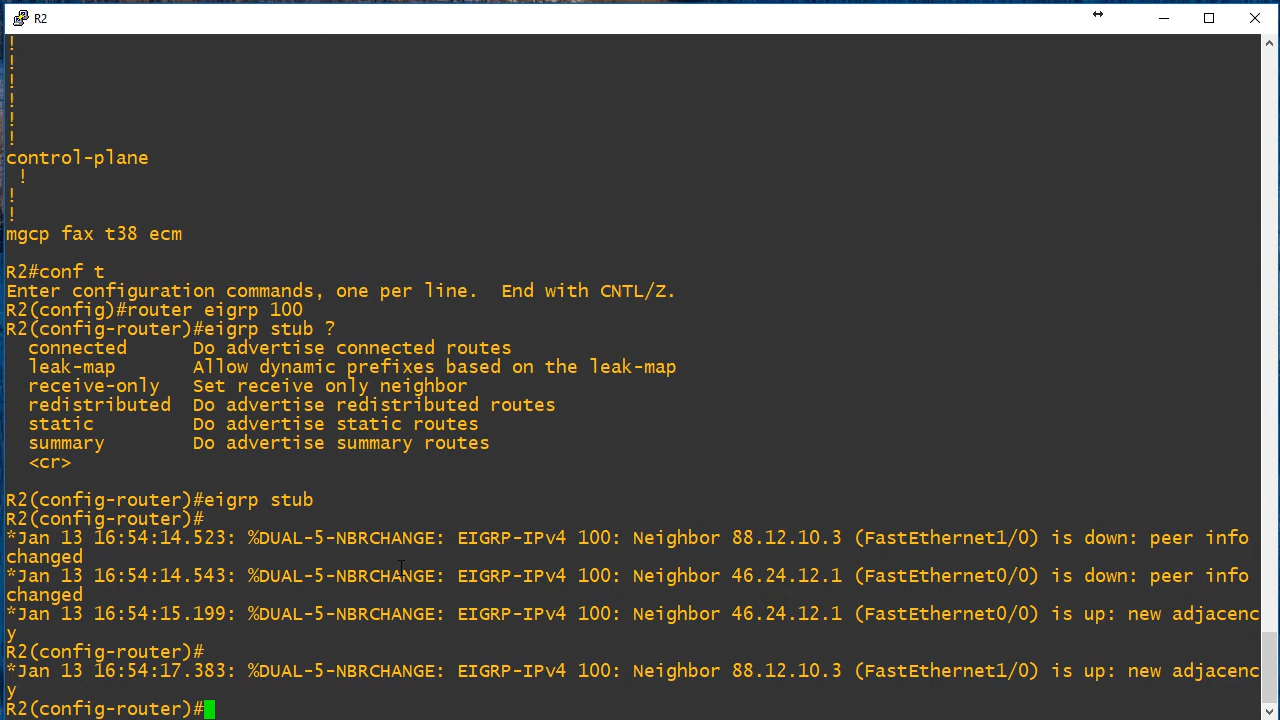 R2
!
!
!
!
!
!
control-plane
 !
!
!
mgcp fax t38 ecm
R2#conf t
Enter configuration commands, one per line.  End with CNTL/Z.
R2(config)#router eigrp 100
R2(config-router)#eigrp stub ?
  connected      Do advertise connected routes
  leak-map       Allow dynamic prefixes based on the leak-map
  receive-only   Set receive only neighbor
  redistributed  Do advertise redistributed routes
  static         Do advertise static routes
  summary        Do advertise summary routes
  <cr>
R2(config-router)#eigrp stub
R2(config-router)#
*Jan 13 16:54:14.523: %DUAL-5-NBRCHANGE: EIGRP-IPv4 100: Neighbor 88.12.10.3 (FastEthernet1/0) is down: peer info
changed
*Jan 13 16:54:14.543: %DUAL-5-NBRCHANGE: EIGRP-IPv4 100: Neighbor 46.24.12.1 (FastEthernet0/0) is down: peer info
changed
*Jan 13 16:54:15.199: %DUAL-5-NBRCHANGE: EIGRP-IPv4 100: Neighbor 46.24.12.1 (FastEthernet0/0) is up: new adjacenc
y
R2(config-router)#
*Jan 13 16:54:17.383: %DUAL-5-NBRCHANGE: EIGRP-IPv4 100: Neighbor 88.12.10.3 (FastEthernet1/0) is up: new adjacenc
y
R2(config-router)#